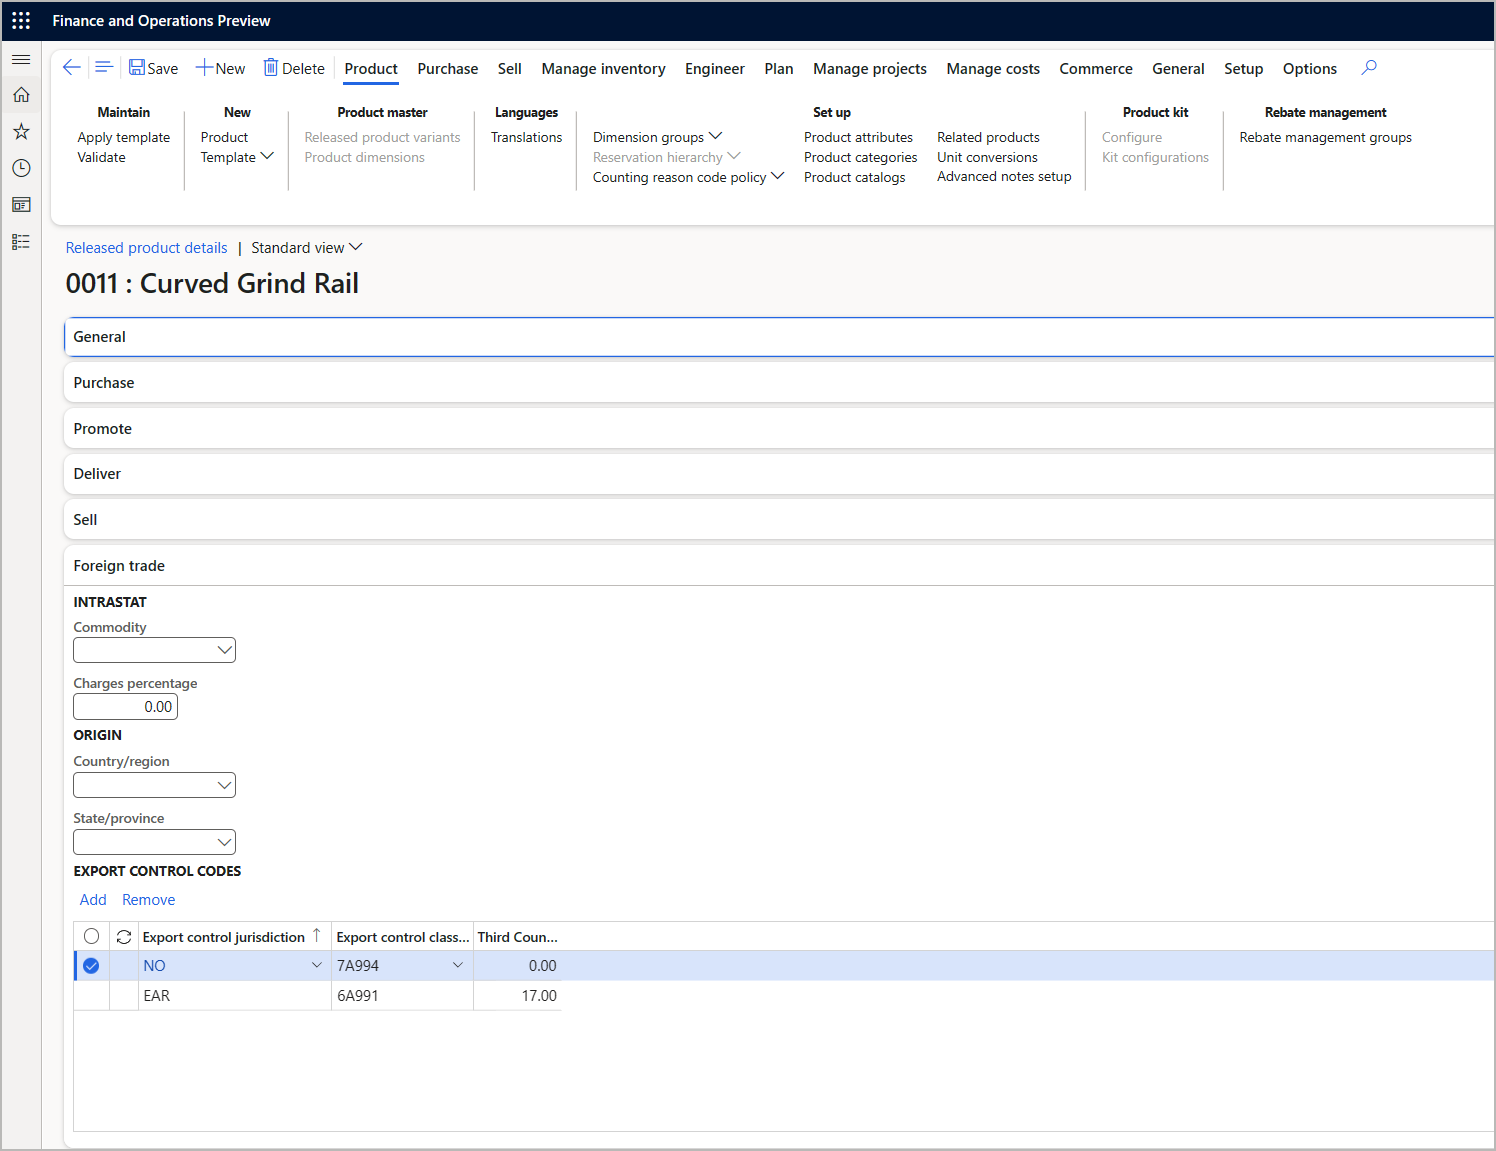 Finance and Operations Preview
Save New Delete Product Purchase Sell Manage inventory Engineer Plan Manage projects Manage costs Commerce General Setup Options
Maintain
Apply template
Validate
New
Product
Template
Product master
Released product variants
Product dimensions
Languages
Translations
Set up
Dimension groups
Reservation hierarchy
Counting reason code policy
Product attributes
Product categories
Product catalogs
Related products
Unit conversions
Advanced notes setup
Product kit
Configure
Kit configurations
Rebate management
Rebate management groups
Released product details | Standard view
0011 : Curved Grind Rail
General
Purchase
Promote
Deliver
Sell
Foreign trade
INTRASTAT
Commodity
Charges percentage
0.00
ORIGIN
Country/region
State/province
EXPORT CONTROL CODES
Add Remove
Export control jurisdiction ↑ Export control class... Third Coun...
NO 7A994 0.00
EAR 6A991 17.00